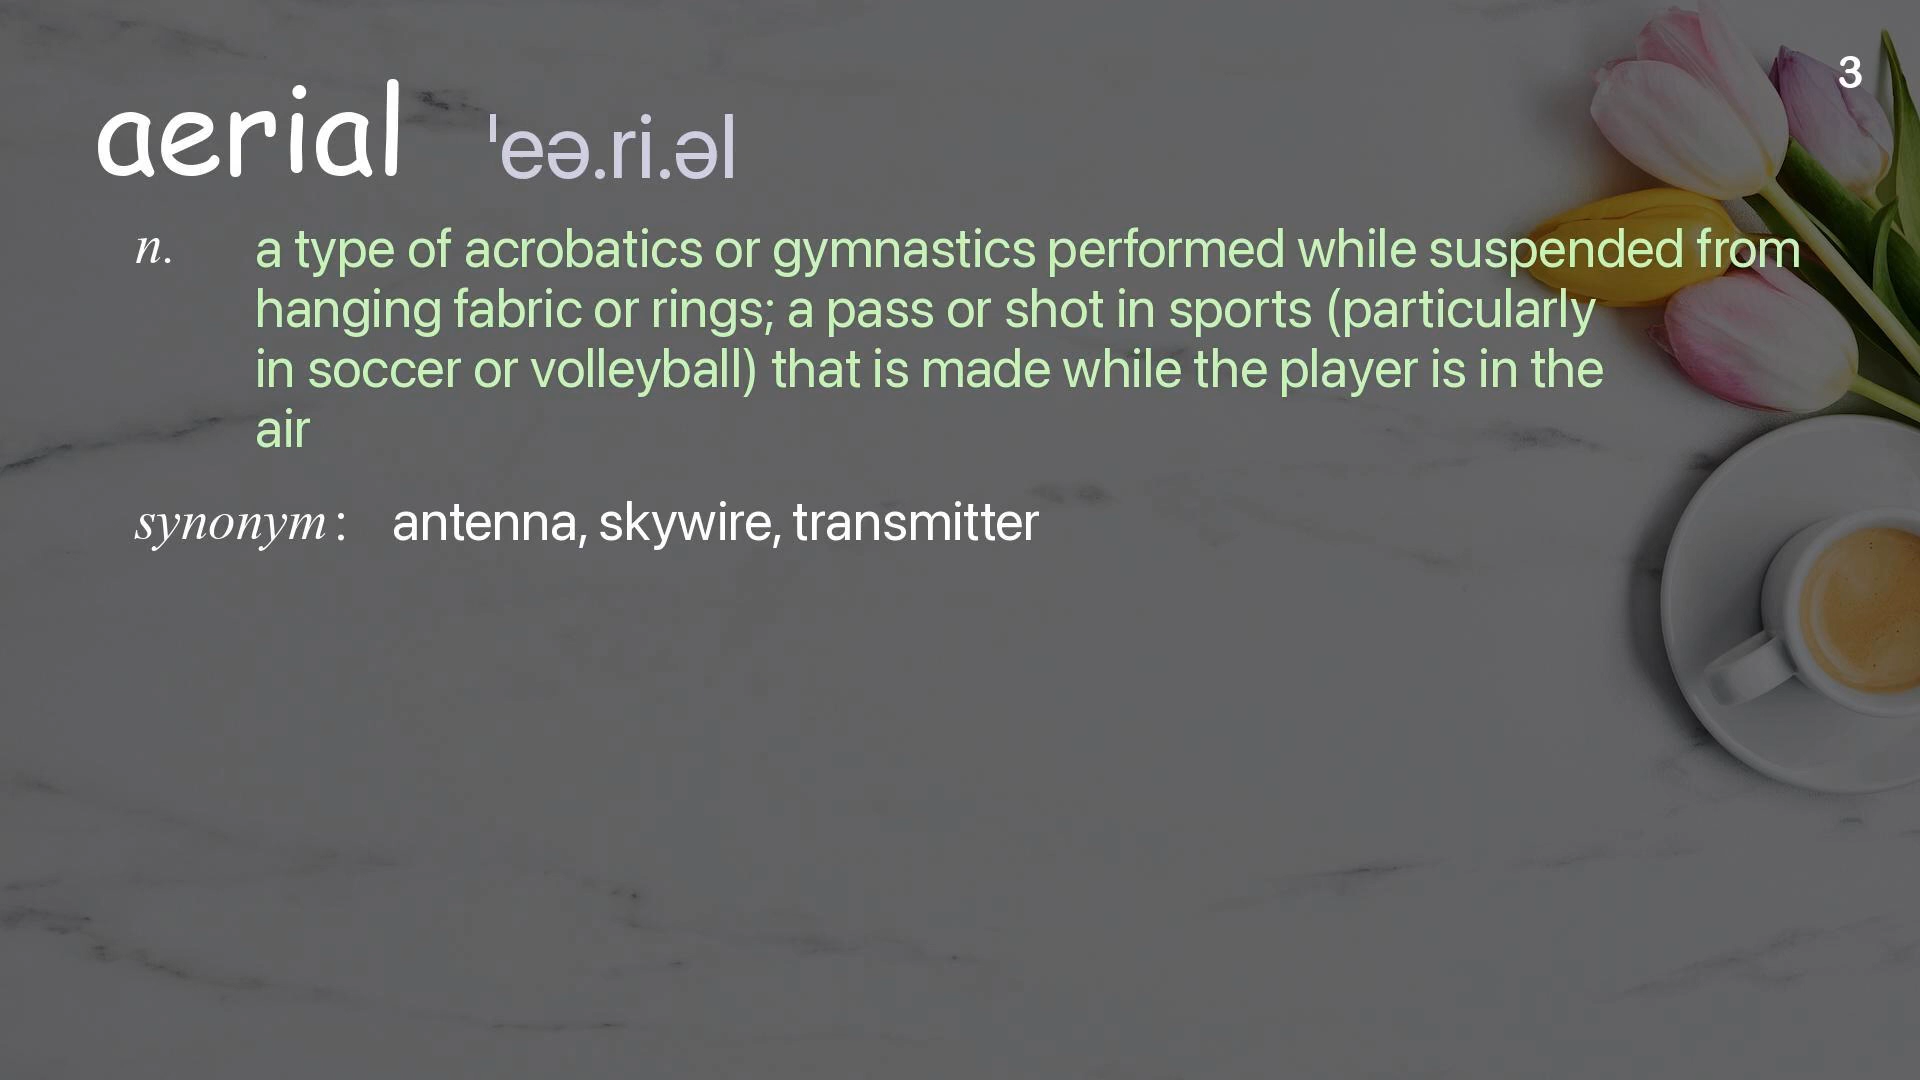 3
aerial ˈeə.ri.əl
n. a type of acrobatics or gymnastics performed while suspended from
hanging fabric or rings; a pass or shot in sports (particularly
in soccer or volleyball) that is made while the player is in the
air
synonym: antenna, skywire, transmitter